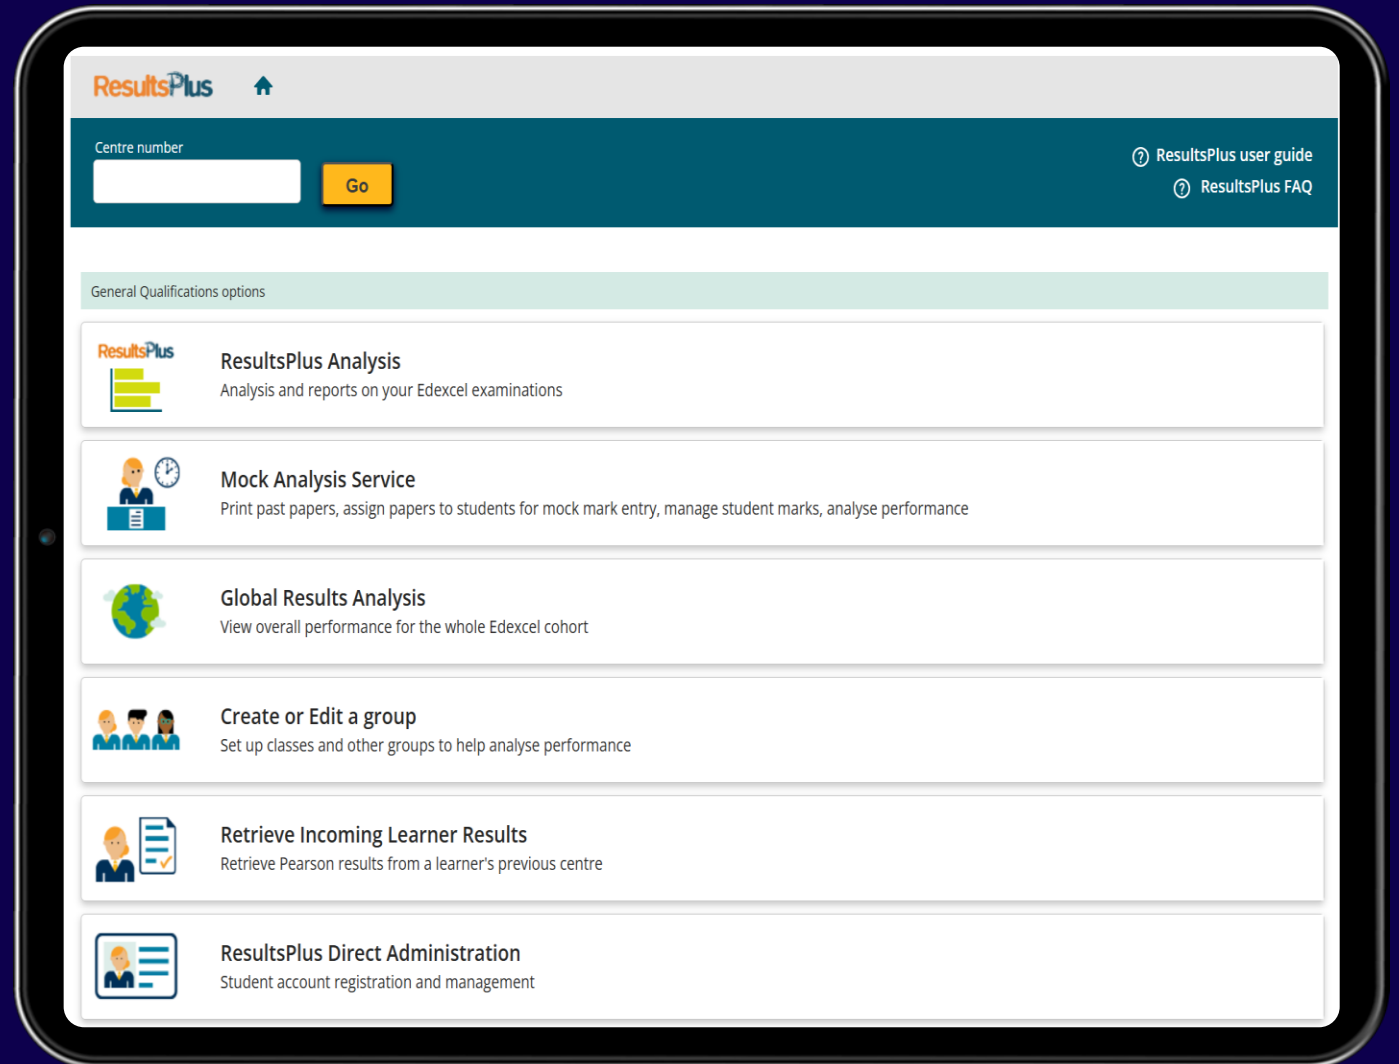 ResultsPlus
Centre number
Go
ResultsPlus user guide
ResultsPlus FAQ
General Qualifications options
ResultsPlus
ResultsPlus Analysis
Analysis and reports on your Edexcel examinations
Mock Analysis Service
Print past papers, assign papers to students for mock mark entry, manage student marks, analyse performance
Global Results Analysis
View overall performance for the whole Edexcel cohort
Create or Edit a group
Set up classes and other groups to help analyse performance
Retrieve Incoming Learner Results
Retrieve Pearson results from a learner's previous centre
ResultsPlus Direct Administration
Student account registration and management